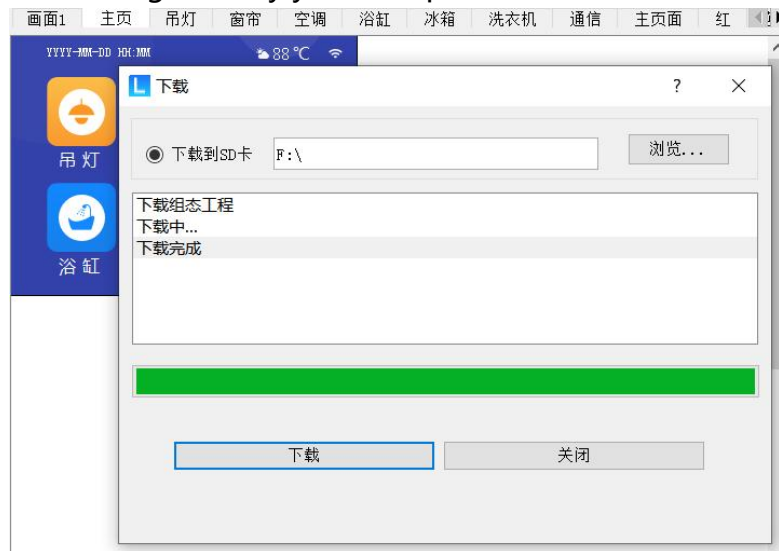 画面1 主页 吊灯 窗帘 空调 浴缸 冰箱 洗衣机 通信 主页面 红
YYYY-MM-DD HH:MM 88℃
下载 ?
吊灯
下载到SD卡 F:\ 浏览...
下载组态工程
下载中...
下载完成
浴缸
下载 关闭